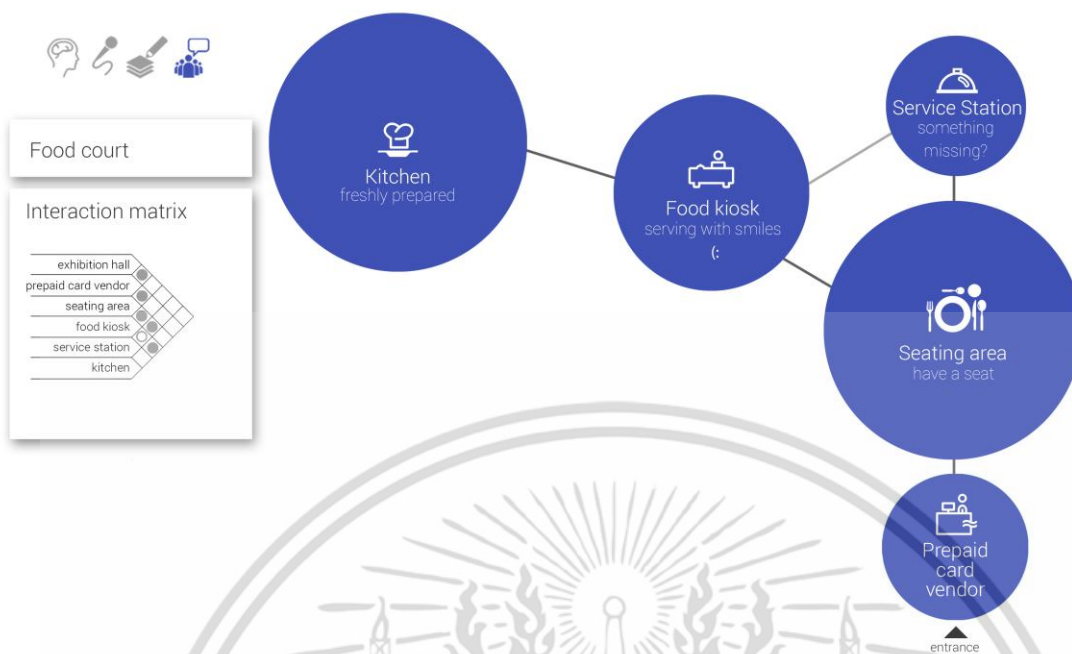 Food court
Interaction matrix
exhibition hall
prepaid card vendor
seating area
food kiosk
service station
kitchen
Kitchen
freshly prepared
Food kiosk
serving with smiles
(:
Service Station
something
missing?
Seating area
have a seat
Prepaid
card
vendor
entrance